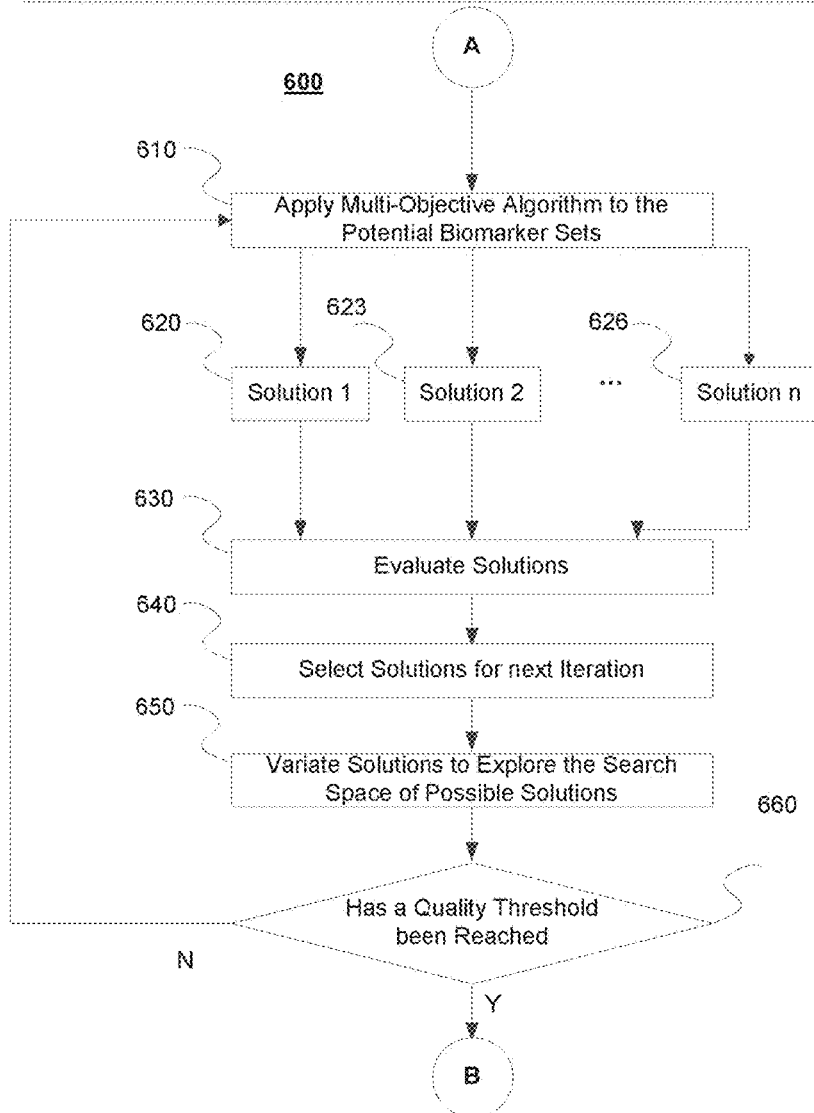 A
600
610
Apply Multi-Objective Algorithm to the
Potential Biomarker Sets
620
623
626
Solution 1
Solution 2
...
Solution n
630
Evaluate Solutions
640
Select Solutions for next Iteration
650
Variate Solutions to Explore the Search
Space of Possible Solutions
660
Has a Quality Threshold
been Reached
N
Y
B